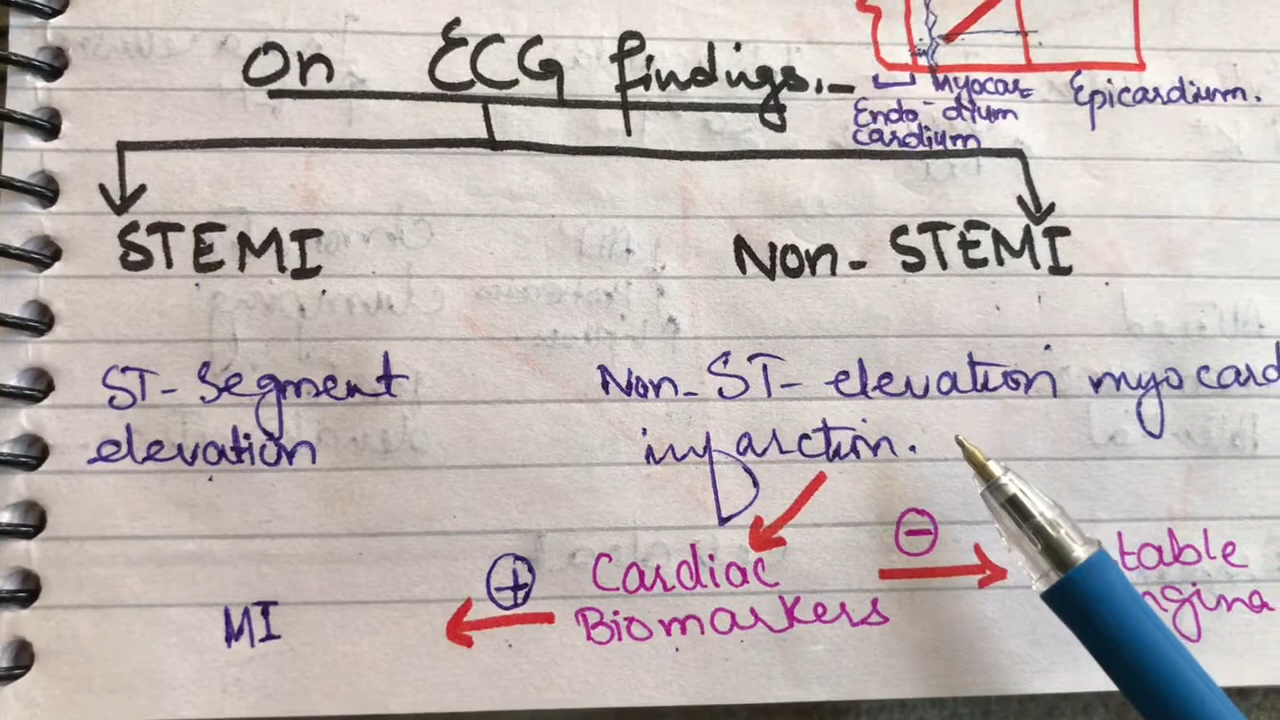 On ECG findings.-
Myocar
Epicardium.
Endo- dium
cardium
STEMI
Non- STEMI
ST- Segment
elevation
Non- ST- elevation myocard
infarction.
+
-
Cardiac
Biomarkers
MI
table
ngina